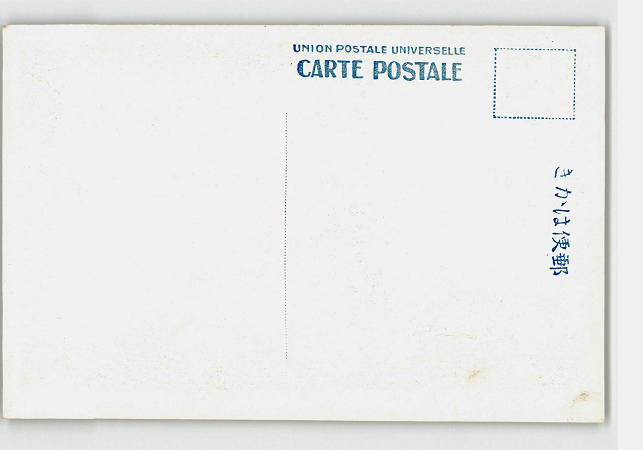 UNION POSTALE UNIVERSELLE
CARTE POSTALE
きかは便郵